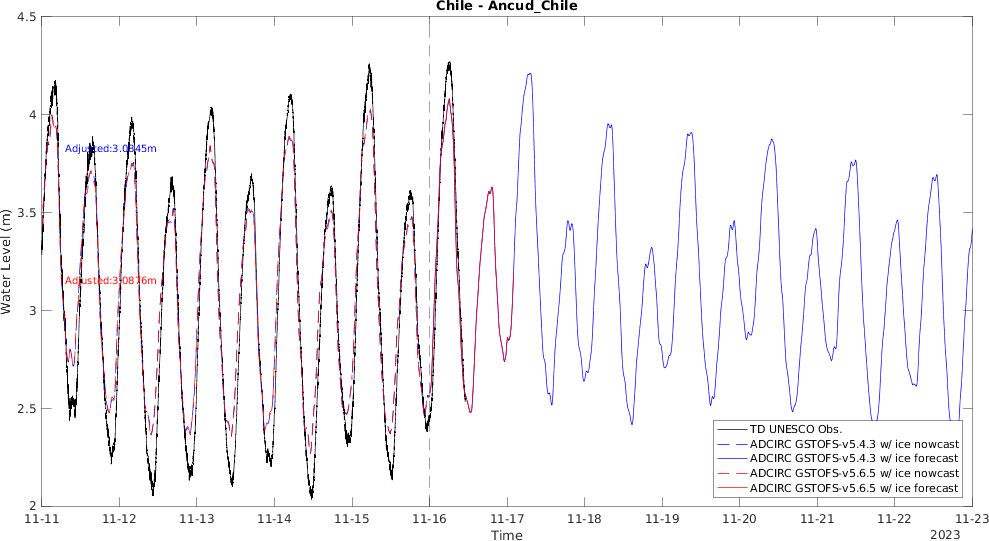 Chile - Ancud_Chile
4.5
4
3.5
3
2.5
2
Water Level (m)
Adjusted:3.0345m
Adjusted:3.0876m
TD UNESCO Obs.
ADCIRC GSTOFS-v5.4.3 w/ ice nowcast
ADCIRC GSTOFS-v5.4.3 w/ ice forecast
ADCIRC GSTOFS-v5.6.5 w/ ice nowcast
ADCIRC GSTOFS-v5.6.5 w/ ice forecast
11-11 11-12 11-13 11-14 11-15 11-16 11-17 11-18 11-19 11-20 11-21 11-22 11-23
Time
2023